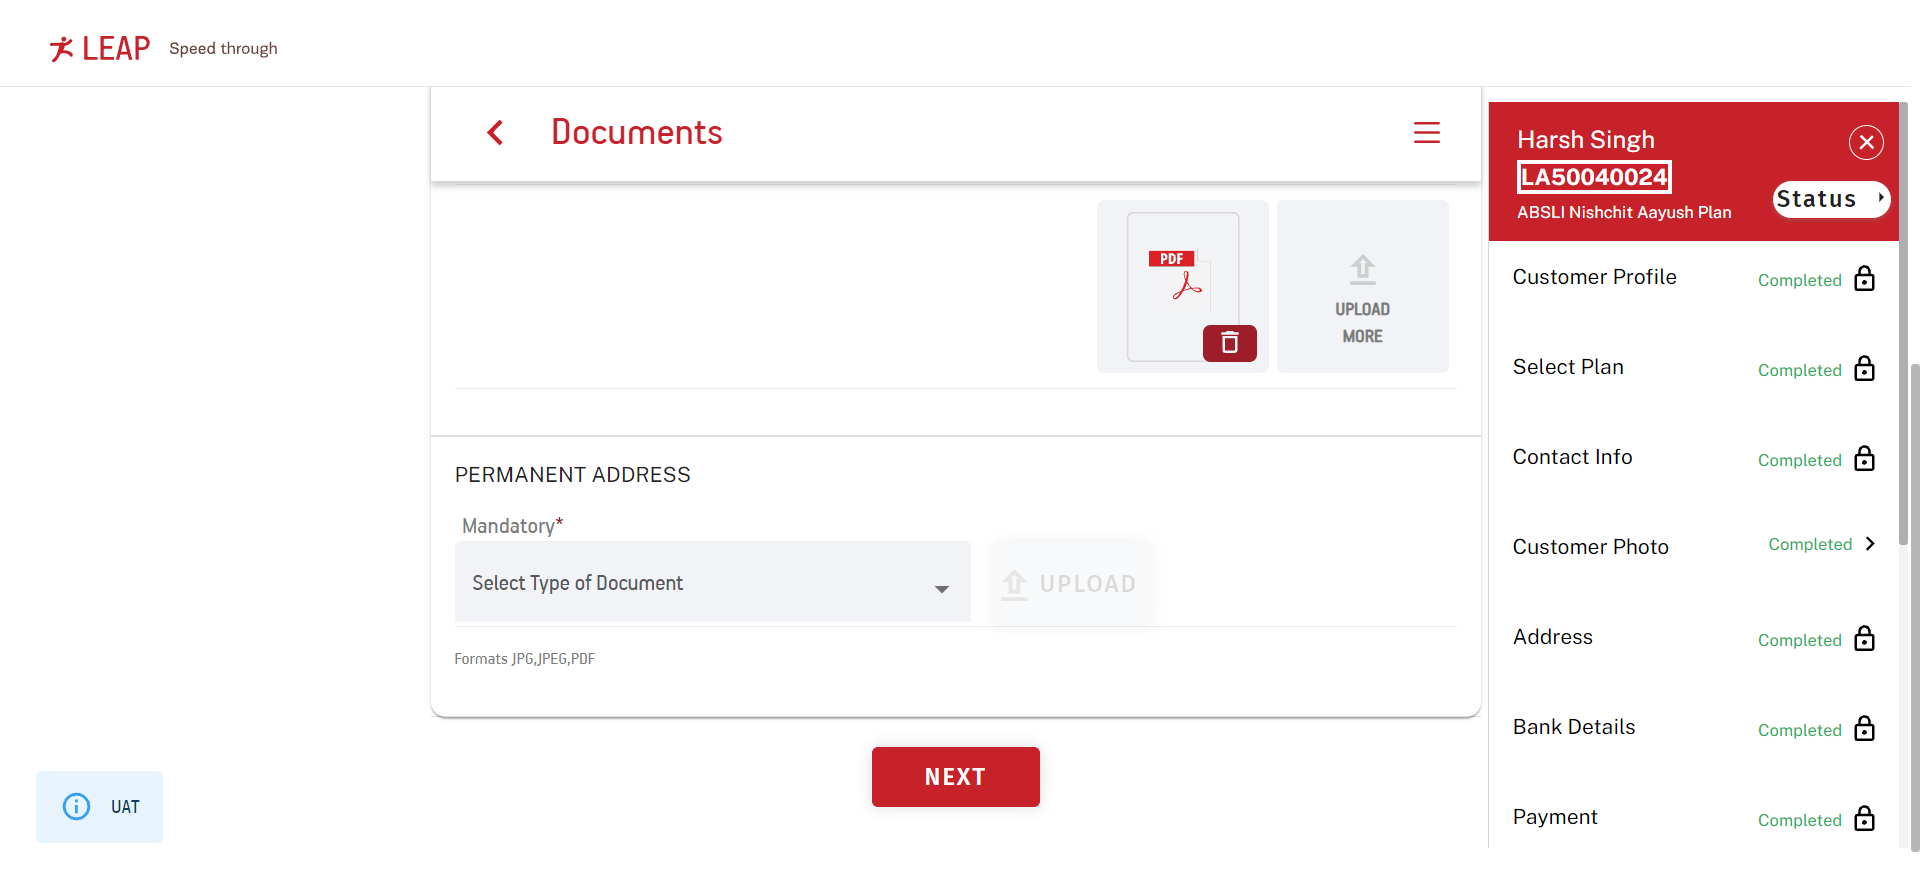 LEAP Speed through
Documents
PDF
UPLOAD
MORE
PERMANENT ADDRESS
Mandatory*
Select Type of Document
UPLOAD
Formats JPG,JPEG,PDF
NEXT
UAT
Harsh Singh
LA50040024
Status
ABSLI Nishchit Aayush Plan
Customer Profile Completed
Select Plan Completed
Contact Info Completed
Customer Photo Completed
Address Completed
Bank Details Completed
Payment Completed